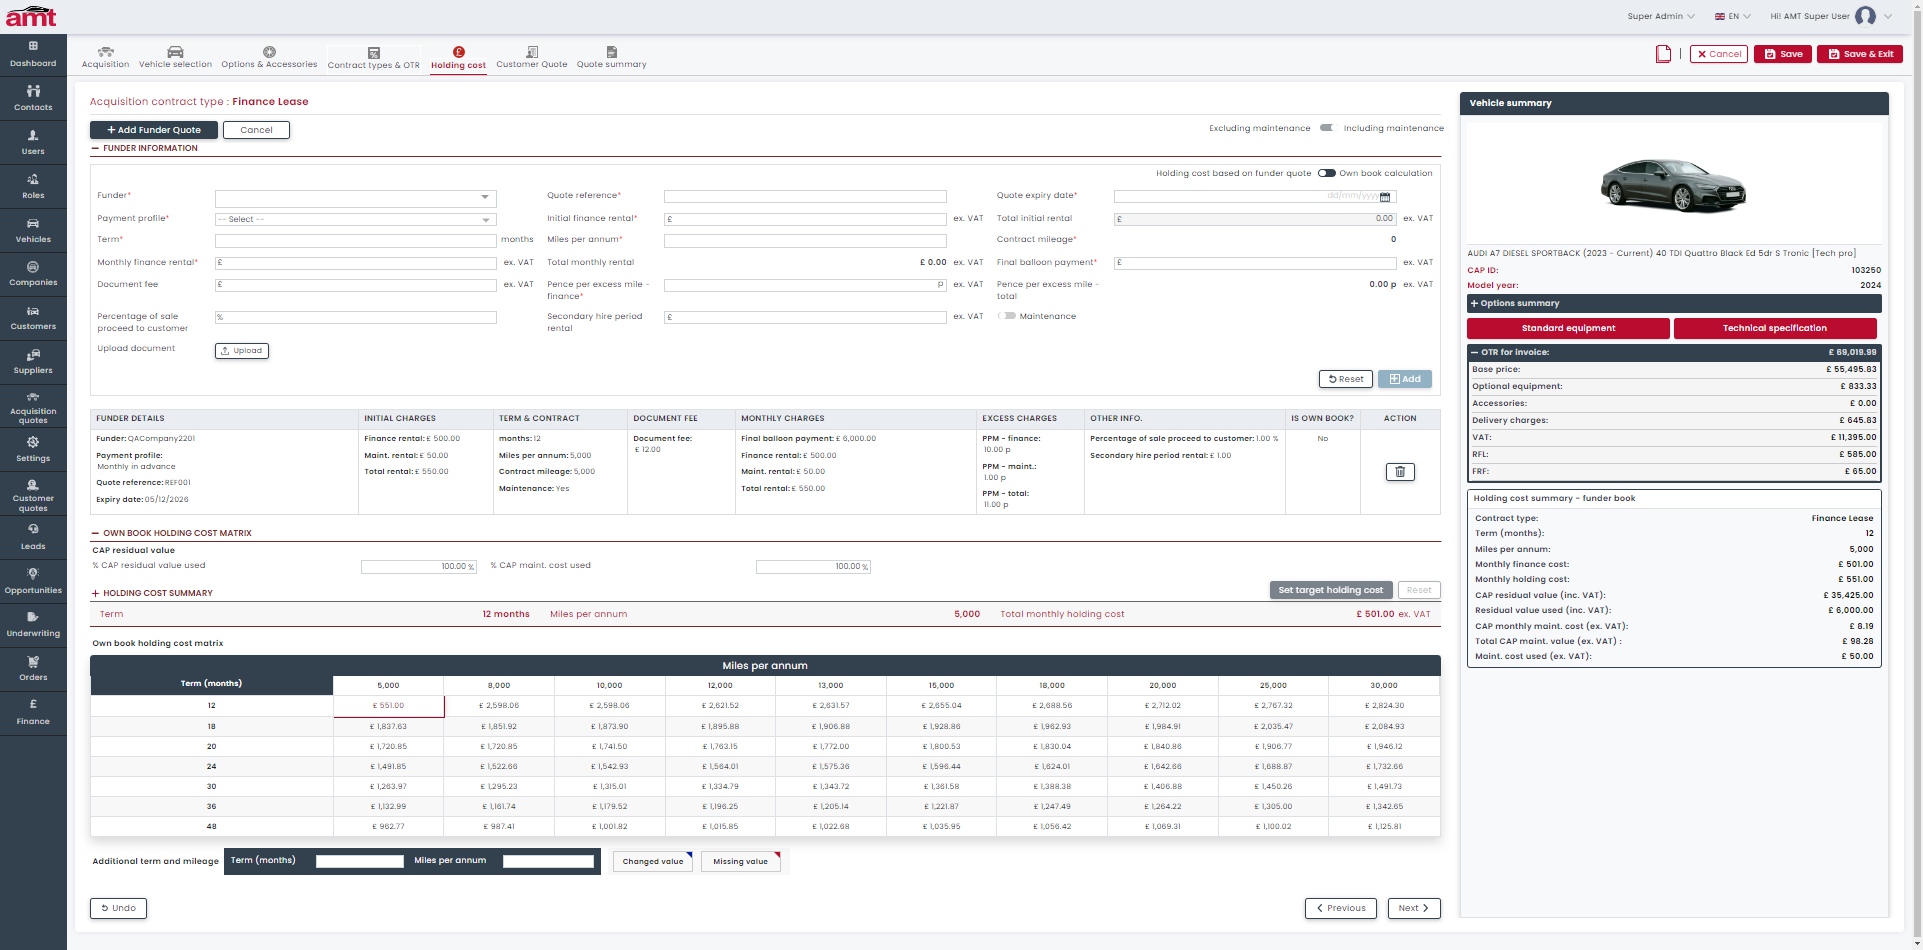 amt
Super Admin
EN
Hi! AMT Super User
Dashboard
Contacts
Users
Roles
Vehicles
Companies
Customers
Suppliers
Acquisition
quotes
Settings
Customer
quotes
Leads
Opportunities
Underwriting
Orders
Finance
Acquisition
Vehicle selection
Options & Accessories
Contract types & OTR
Holding cost
Customer Quote
Quote summary
Cancel
Save
Save & Exit
Acquisition contract type : Finance Lease
+ Add Funder Quote
Cancel
Excluding maintenance
Including maintenance
FUNDER INFORMATION
Holding cost based on funder quote
Own book calculation
Funder*
Quote reference*
Quote expiry date*
dd/mm/yyyy
Payment profile*
-- Select --
Initial finance rental*
£
ex. VAT
Total initial rental
£
0.00
ex. VAT
Term*
months
Miles per annum*
Contract mileage*
0
Monthly finance rental*
£
ex. VAT
Total monthly rental
£ 0.00
ex. VAT
Final balloon payment*
£
ex. VAT
Document fee
£
ex. VAT
Pence per excess mile -
finance*
p
ex. VAT
Pence per excess mile -
total
0.00 p
ex. VAT
Percentage of sale
proceed to customer
%
Secondary hire period
rental
£
ex. VAT
Maintenance
Upload document
Upload
Reset
Add
FUNDER DETAILS
INITIAL CHARGES
TERM & CONTRACT
DOCUMENT FEE
MONTHLY CHARGES
EXCESS CHARGES
OTHER INFO.
IS OWN BOOK?
ACTION
Funder: QACompany2201
Payment profile:
Monthly in advance
Quote reference: REF001
Expiry date: 05/12/2026
Finance rental: £ 500.00
Maint. rental: £ 50.00
Total rental: £ 550.00
months: 12
Miles per annum: 5,000
Contract mileage: 5,000
Maintenance: Yes
Document fee:
£ 12.00
Final balloon payment: £ 6,000.00
Finance rental: £ 500.00
Maint. rental: £ 50.00
Total rental: £ 550.00
PPM - finance:
10.00 p
PPM - maint.:
1.00 p
PPM - total:
11.00 p
Percentage of sale proceed to customer: 1.00 %
Secondary hire period rental: £ 1.00
No
OWN BOOK HOLDING COST MATRIX
CAP residual value
% CAP residual value used
100.00 %
% CAP maint. cost used
100.00 %
HOLDING COST SUMMARY
Set target holding cost
Reset
Term
12 months
Miles per annum
5,000
Total monthly holding cost
£ 501.00 ex. VAT
Own book holding cost matrix
Miles per annum
Term (months)
5,000 8,000 10,000 12,000 13,000 15,000 18,000 20,000 25,000 30,000
12 £ 551.00 £ 2,598.06 £ 2,598.06 £ 2,621.52 £ 2,631.57 £ 2,655.04 £ 2,688.56 £ 2,712.02 £ 2,767.32 £ 2,824.30
18 £ 1,837.63 £ 1,851.92 £ 1,873.90 £ 1,895.88 £ 1,906.88 £ 1,928.86 £ 1,962.93 £ 1,984.91 £ 2,035.47 £ 2,084.93
20 £ 1,720.85 £ 1,720.85 £ 1,741.50 £ 1,763.15 £ 1,772.00 £ 1,800.53 £ 1,830.04 £ 1,840.86 £ 1,906.77 £ 1,946.12
24 £ 1,491.85 £ 1,522.66 £ 1,542.93 £ 1,564.01 £ 1,575.36 £ 1,596.44 £ 1,624.01 £ 1,642.66 £ 1,688.87 £ 1,732.66
30 £ 1,263.97 £ 1,295.23 £ 1,315.01 £ 1,334.79 £ 1,343.72 £ 1,361.58 £ 1,388.38 £ 1,406.88 £ 1,450.26 £ 1,491.73
36 £ 1,132.99 £ 1,161.74 £ 1,179.52 £ 1,196.25 £ 1,205.14 £ 1,221.87 £ 1,247.49 £ 1,264.22 £ 1,305.00 £ 1,342.65
48 £ 962.77 £ 987.41 £ 1,001.82 £ 1,015.85 £ 1,022.68 £ 1,035.95 £ 1,056.42 £ 1,069.31 £ 1,100.02 £ 1,125.81
Additional term and mileage
Term (months)
Miles per annum
Changed value
Missing value
Undo
Previous
Next
Vehicle summary
AUDI A7 DIESEL SPORTBACK (2023 - Current) 40 TDI Quattro Black Ed 5dr S Tronic [Tech pro]
CAP ID: 103250
Model year: 2024
+ Options summary
Standard equipment
Technical specification
OTR for invoice: £ 69,019.99
Base price: £ 55,495.83
Optional equipment: £ 833.33
Accessories: £ 0.00
Delivery charges: £ 645.83
VAT: £ 11,395.00
RFL: £ 585.00
FRF: £ 65.00
Holding cost summary - funder book
Contract type: Finance Lease
Term (months): 12
Miles per annum: 5,000
Monthly finance cost: £ 501.00
Monthly holding cost: £ 551.00
CAP residual value (inc. VAT): £ 35,425.00
Residual value used (inc. VAT): £ 6,000.00
CAP monthly maint. cost (ex. VAT): £ 8.19
Total CAP maint. value (ex. VAT) : £ 98.28
Maint. cost used (ex. VAT): £ 50.00